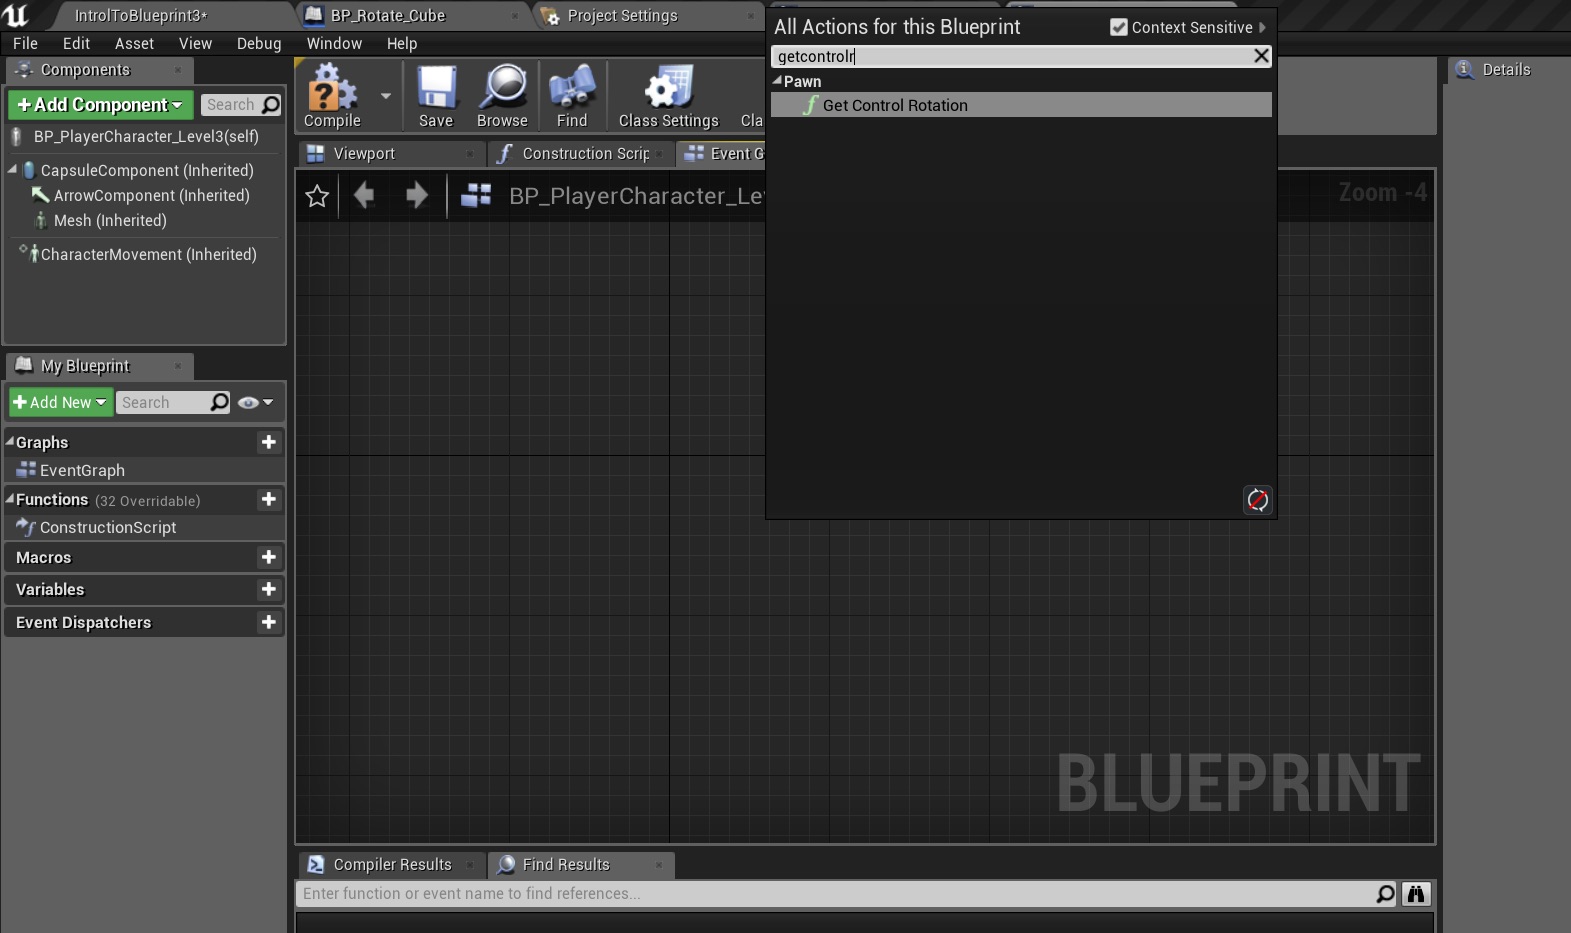 IntrolToBlueprint3*
BP_Rotate_Cube
Project Settings
File Edit Asset View Debug Window Help
Components
+Add Component
Search
BP_PlayerCharacter_Level3(self)
CapsuleComponent (Inherited)
ArrowComponent (Inherited)
Mesh (Inherited)
CharacterMovement (Inherited)
My Blueprint
+Add New
Search
Graphs
EventGraph
Functions (32 Overridable)
ConstructionScript
Macros
Variables
Event Dispatchers
Compile
Save
Browse
Find
Class Settings
Cla
Viewport
Construction Scrip
Event G
BP_PlayerCharacter_Le
Zoom -4
All Actions for this Blueprint
Context Sensitive
getcontrolr
Pawn
Get Control Rotation
BLUEPRINT
Compiler Results
Find Results
Enter function or event name to find references...
Details